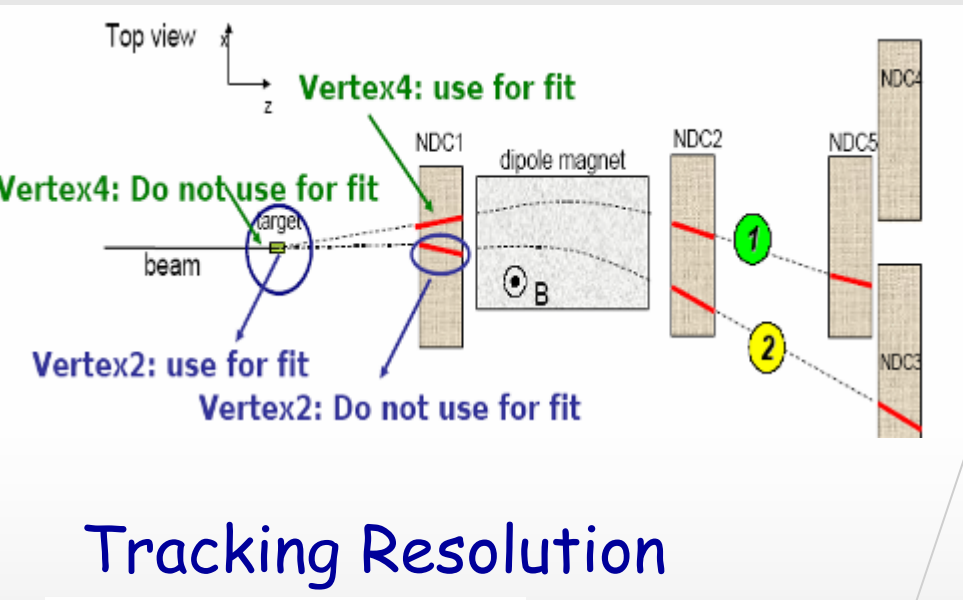 Top view
x
z
Vertex4: use for fit
NDC4
NDC1
NDC2
NDC5
dipole magnet
Vertex4: Do not use for fit
target
1
beam
B
2
Vertex2: use for fit
NDC3
Vertex2: Do not use for fit
Tracking Resolution